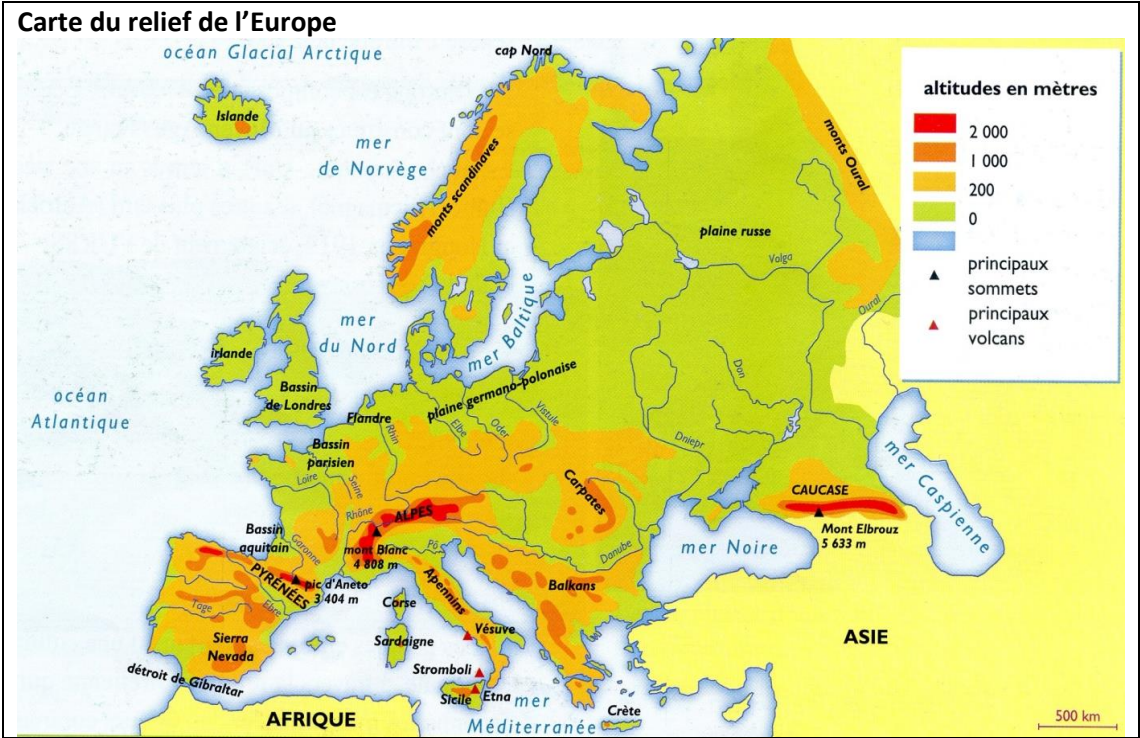 Carte du relief de l'Europe
océan Glacial Arctique
cap Nord
Islande
mer
de Norvège
monts scandinaves
monts Oural
plaine russe
Volga
Oural
altitudes en mètres
2 000
1 000
200
0
principaux
sommets
principaux
volcans
mer
du Nord
mer Baltique
irlande
Bassin
de Londres
océan
Atlantique
Flandre
plaine germano-polonaise
Rhin
Elbe
Oder
Vistule
Don
Dniepr
Bassin
parisien
Loire
Seine
Rhône
ALPES
Carpates
CAUCASE
Mont Elbrouz
5 633 m
mer Caspienne
Bassin
aquitain
Garonne
mont Blanc
4 808 m
Pô
Danube
mer Noire
PYRÉNÉES
pic d'Aneto
3 404 m
Tage
Ebre
Apennins
Balkans
Corse
Sardaigne
Vésuve
Sierra
Nevada
Stromboli
Sicile
Etna
ASIE
détroit de Gibraltar
AFRIQUE
mer
Méditerranée
Crète
500 km